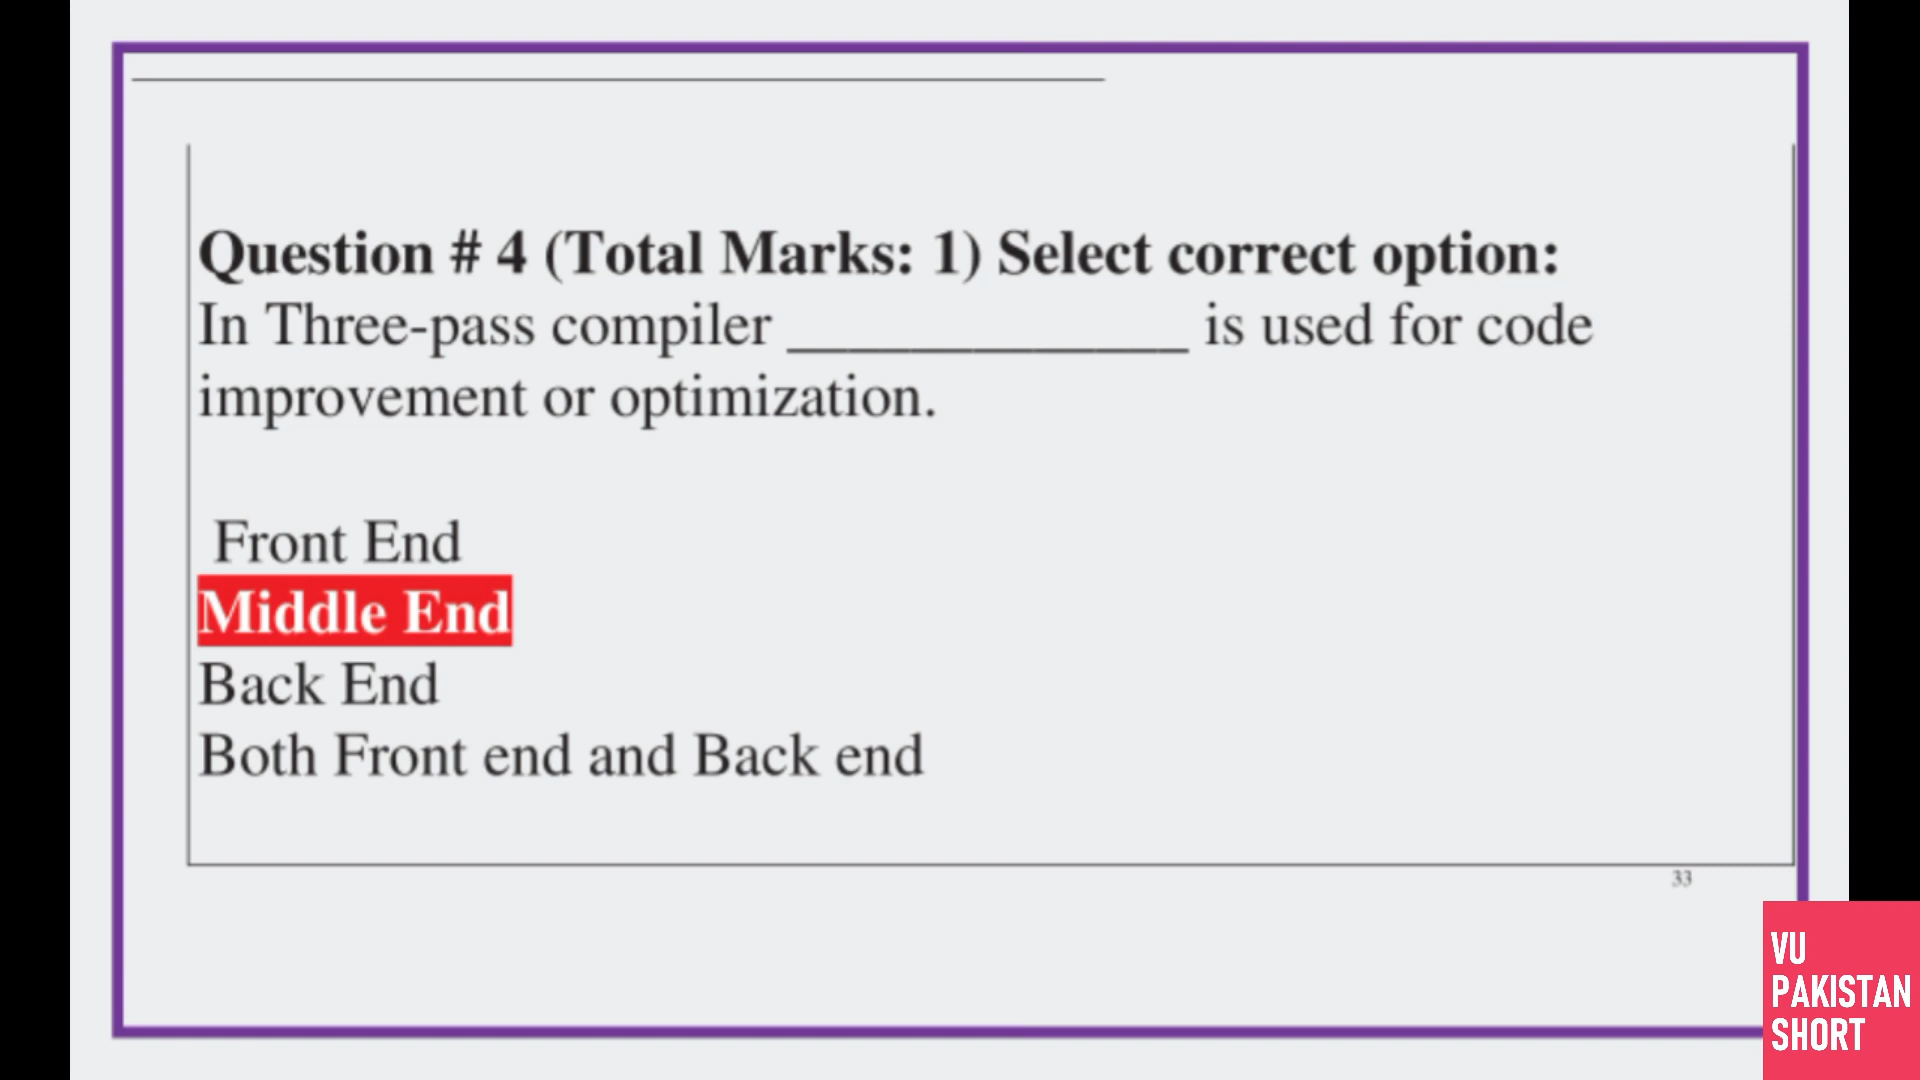 Question # 4 (Total Marks: 1) Select correct option:
In Three-pass compiler _____________ is used for code
improvement or optimization.
Front End
Middle End
Back End
Both Front end and Back end
33
VU
PAKISTAN
SHORT